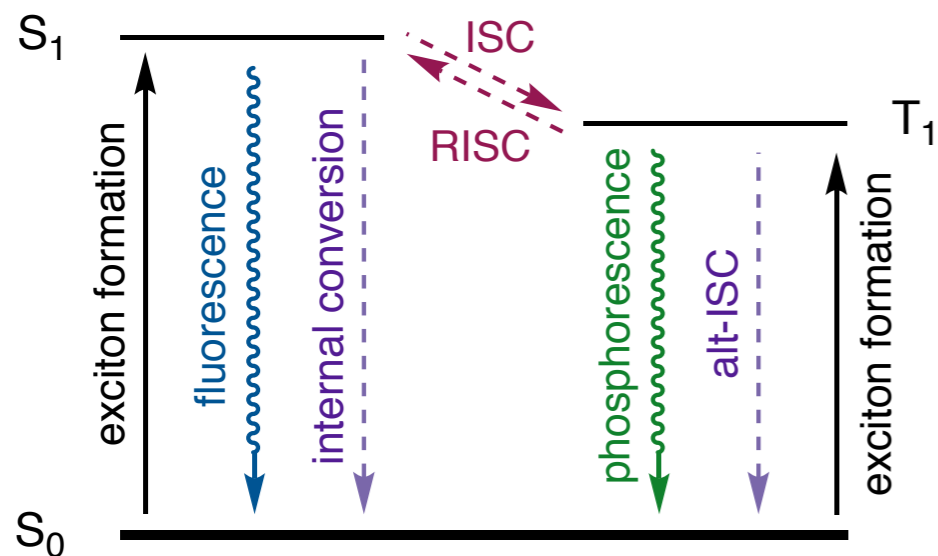 S1
ISC
RISC
T1
exciton formation
fluorescence
internal conversion
phosphorescence
alt-ISC
exciton formation
S0